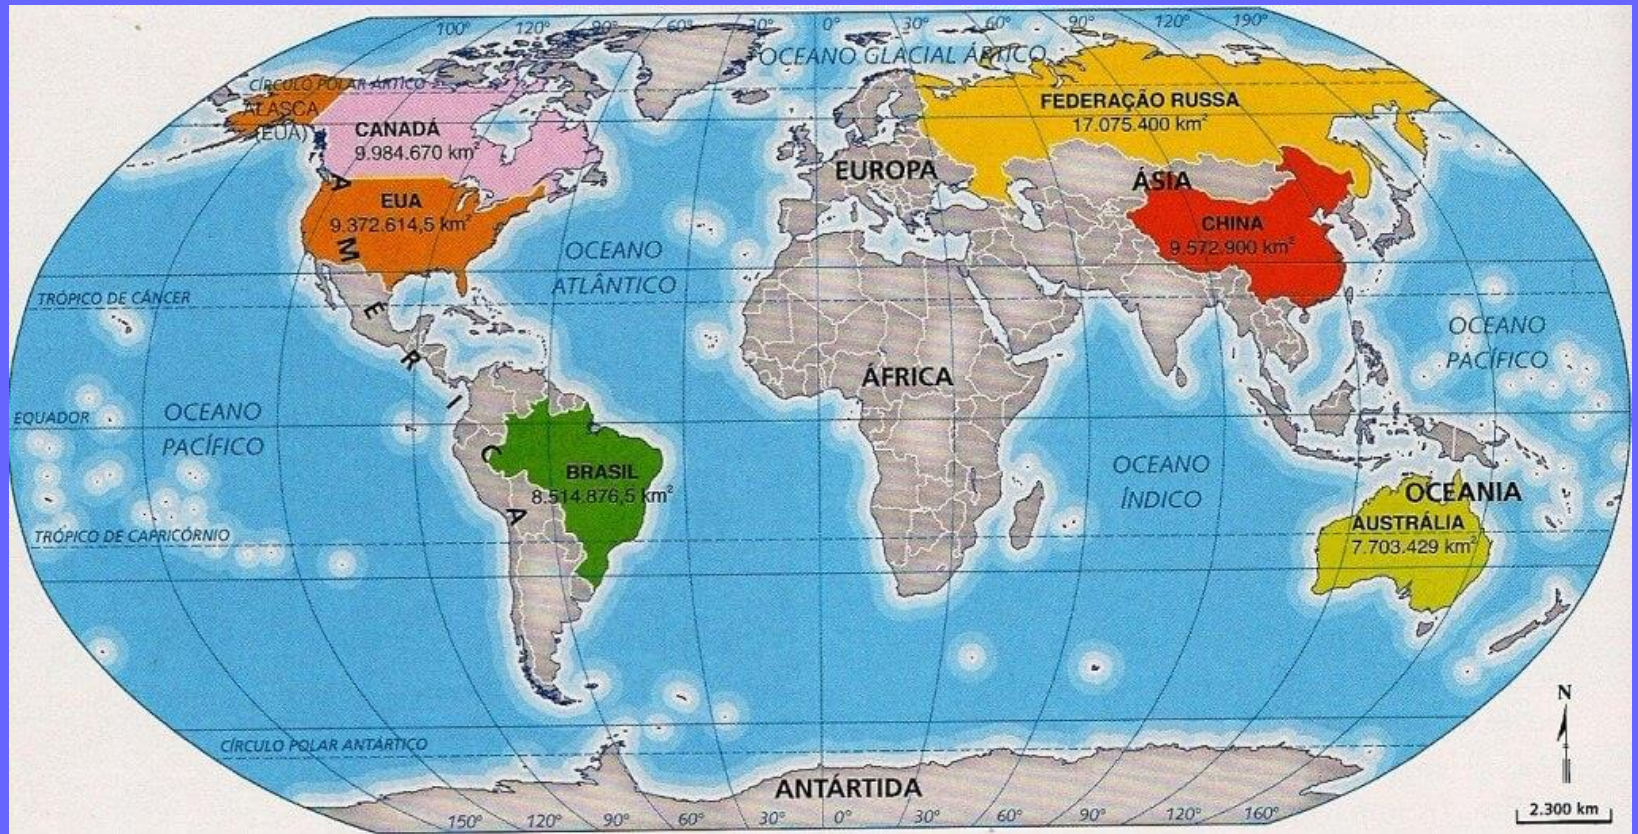 100° 120° 90° 60° 30° 0° 30° 60° 90° 120° 190°
OCEANO GLACIAL ÁRTICO
CÍRCULO POLAR ÁRTICO
ALASCA
(EUA)
CANADÁ
9.984.670 km²
FEDERAÇÃO RUSSA
17.075.400 km²
EUROPA
ÁSIA
EUA
9.372.614,5 km²
CHINA
9.572.900 km²
OCEANO
ATLÂNTICO
AMÉRICA
TRÓPICO DE CÂNCER
OCEANO
PACÍFICO
ÁFRICA
EQUADOR
OCEANO
PACÍFICO
BRASIL
8.514.876,5 km²
OCEANO
ÍNDICO
OCEANIA
AUSTRÁLIA
7.703.429 km²
TRÓPICO DE CAPRICÓRNIO
N
CÍRCULO POLAR ANTÁRTICO
ANTÁRTIDA
2.300 km
150° 120° 90° 60° 30° 0° 30° 60° 90° 120° 160°